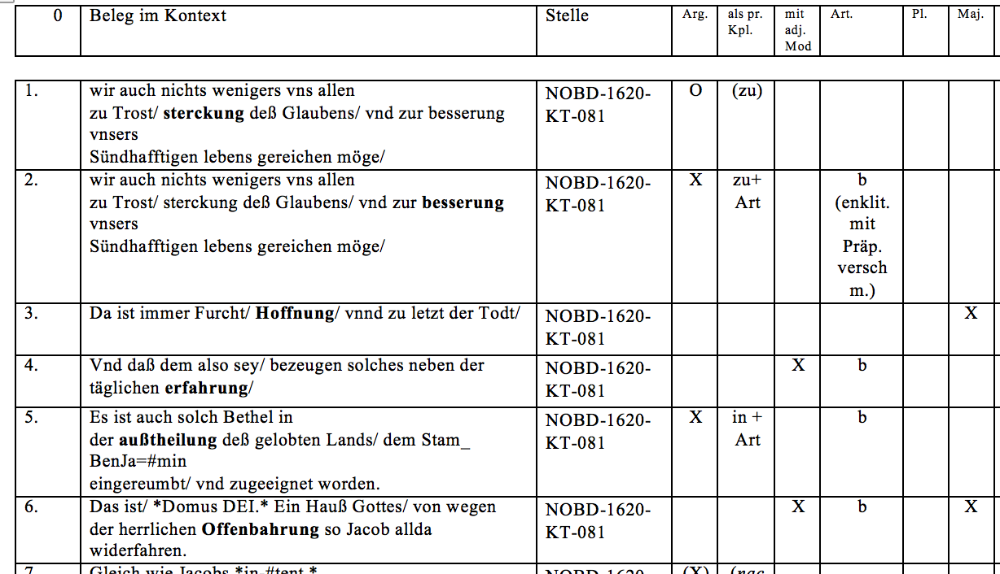 0 Beleg im Kontext Stelle Arg. als pr. Kpl. mit adj. Mod Art. Pl. Maj.
1. wir auch nichts wenigers vns allen NOBD-1620- O (zu)
zu Trost/ sterckung deß Glaubens/ vnd zur besserung KT-081
vnsers
Sündhafftigen lebens gereichen möge/
2. wir auch nichts wenigers vns allen NOBD-1620- X zu+ b
zu Trost/ sterckung deß Glaubens/ vnd zur besserung KT-081 Art (enklit.
vnsers mit
Sündhafftigen lebens gereichen möge/ Präp.
versch
m.)
3. Da ist immer Furcht/ Hoffnung/ vnnd zu letzt der Todt/ NOBD-1620- X
KT-081
4. Vnd daß dem also sey/ bezeugen solches neben der NOBD-1620- X b
täglichen erfahrung/ KT-081
5. Es ist auch solch Bethel in NOBD-1620- X in + b
der außtheilung deß gelobten Lands/ dem Stam_ KT-081 Art
BenJa=#min
eingereumbt/ vnd zugeeignet worden.
6. Das ist/ *Domus DEI.* Ein Hauß Gottes/ von wegen NOBD-1620- X b X
der herrlichen Offenbahrung so Jacob allda KT-081
widerfahren.
7. Gleich wie Jacobs *in-#tent * NOBD-1620- (X)